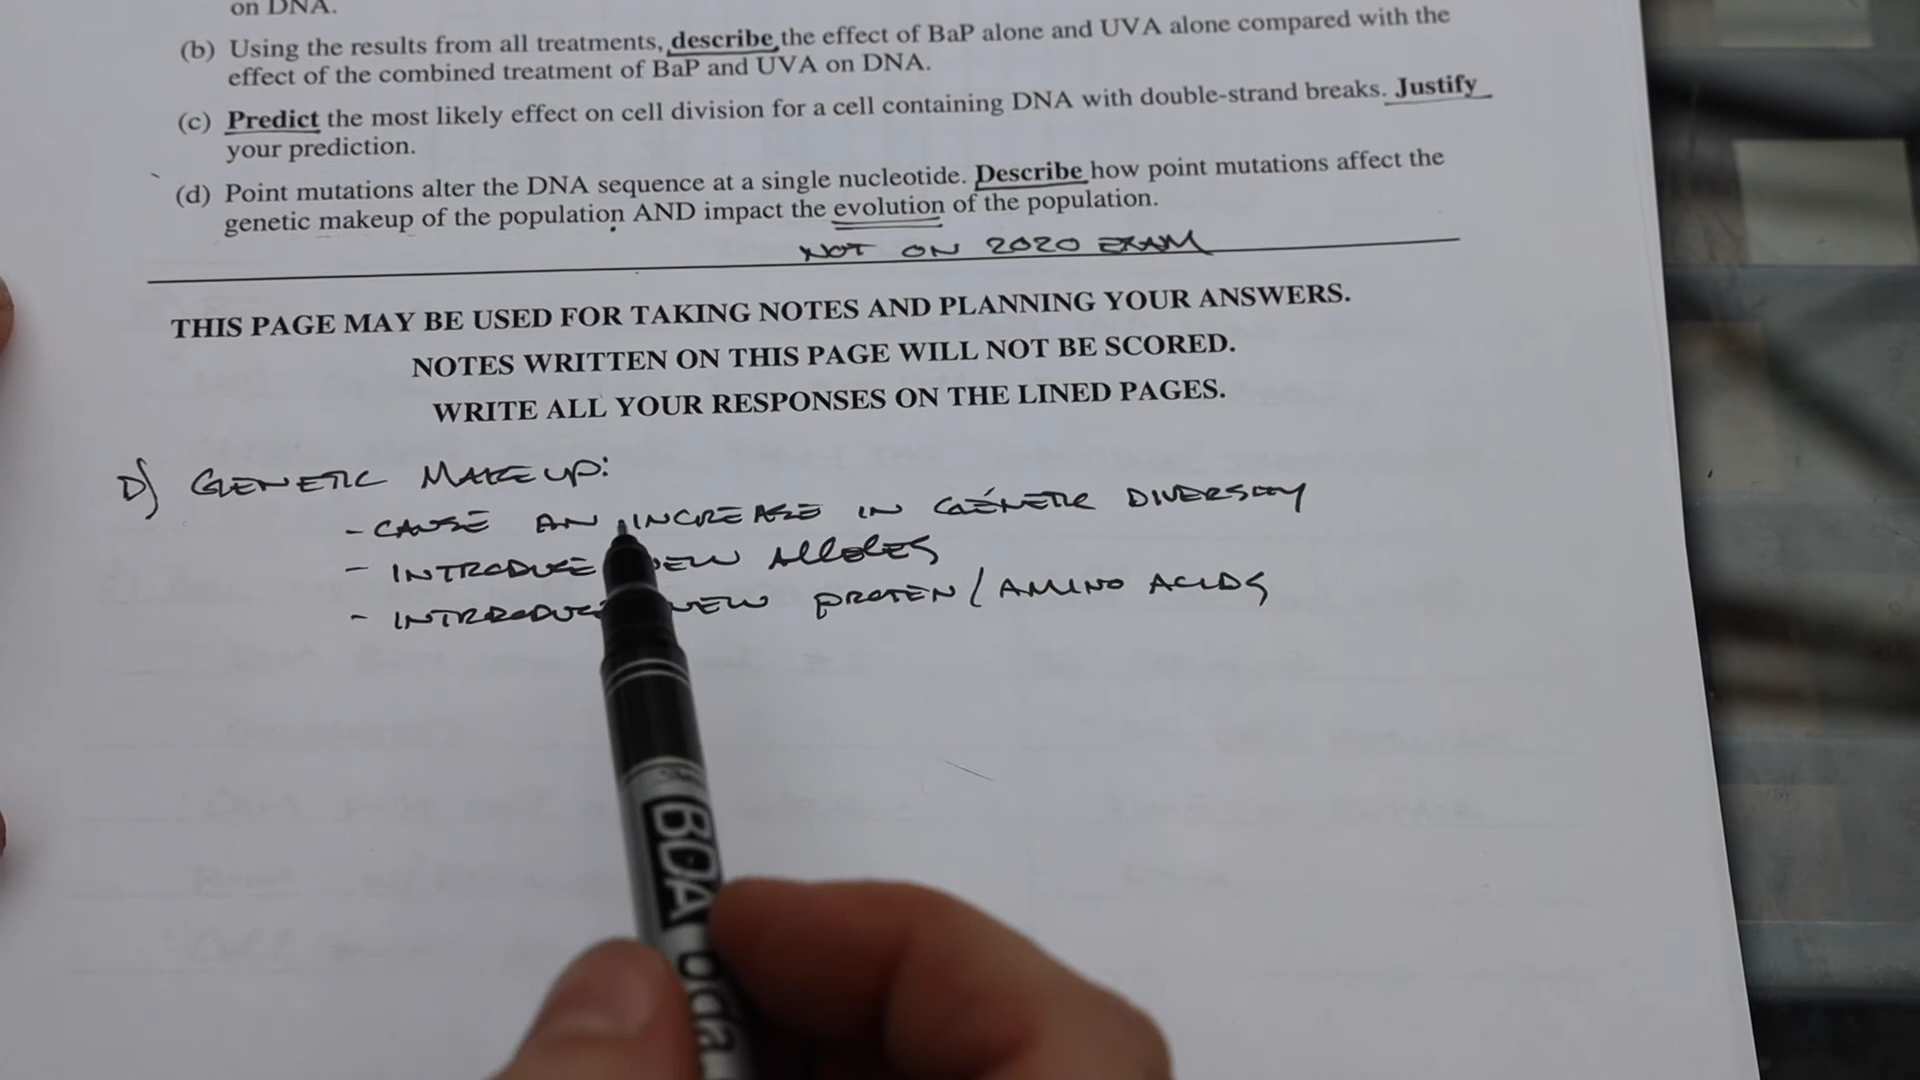 on DNA.
(b) Using the results from all treatments, describe the effect of BaP alone and UVA alone compared with the
effect of the combined treatment of BaP and UVA on DNA.
(c) Predict the most likely effect on cell division for a cell containing DNA with double-strand breaks. Justify
your prediction.
(d) Point mutations alter the DNA sequence at a single nucleotide. Describe how point mutations affect the
genetic makeup of the population AND impact the evolution of the population.
NOT ON 2020 EXAM
THIS PAGE MAY BE USED FOR TAKING NOTES AND PLANNING YOUR ANSWERS.
NOTES WRITTEN ON THIS PAGE WILL NOT BE SCORED.
WRITE ALL YOUR RESPONSES ON THE LINED PAGES.
D) GENETIC MAKEUP:
- CAUSE AN INCREASE IN GENETIC DIVERSITY
- INTRODUCE NEW ALLELES
- INTRODUCE NEW PROTEIN / AMINO ACIDS